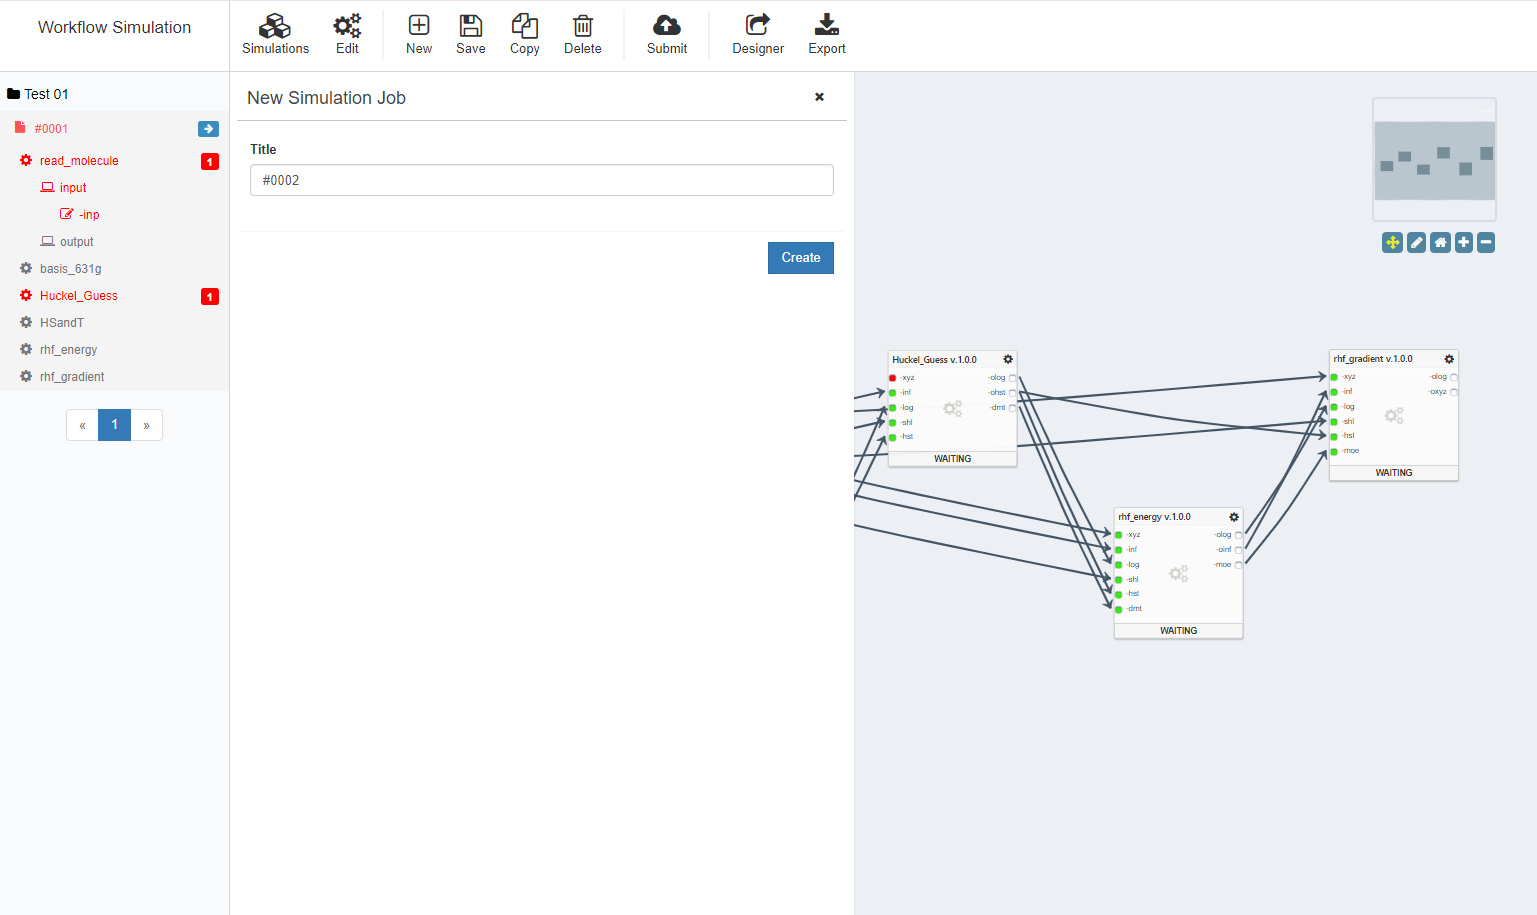 Workflow Simulation
Simulations
Edit
New
Save
Copy
Delete
Submit
Designer
Export
Test 01
#0001
read_molecule
1
input
-inp
output
basis_631g
Huckel_Guess
1
HSandT
rhf_energy
rhf_gradient
«
1
»
New Simulation Job
Title
#0002
Create
Huckel_Guess v.1.0.0
-xyz
-olog
-inf
-ohst
-log
-dmt
-shl
-hst
WAITING
rhf_energy v.1.0.0
-xyz
-olog
-inf
-oinf
-log
-moe
-shl
-hst
-dmt
WAITING
rhf_gradient v.1.0.0
-xyz
-olog
-inf
-oxyz
-log
-shl
-hst
-moe
WAITING